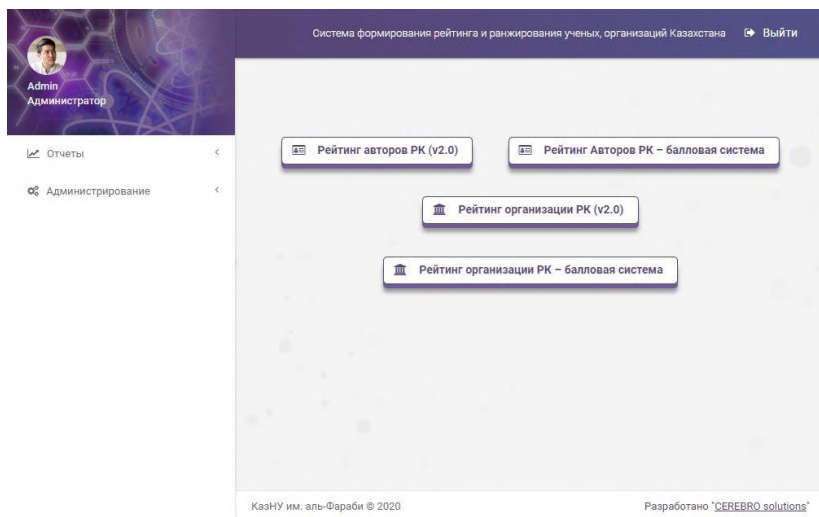 Система формирования рейтинга и ранжирования ученых, организаций Казахстана
Выйти
Admin
Администратор
Отчеты
Администрирование
Рейтинг авторов РК (v2.0)
Рейтинг Авторов РК – балловая система
Рейтинг организации РК (v2.0)
Рейтинг организации РК – балловая система
КазНУ им. аль-Фараби © 2020
Разработано "CEREBRO solutions"